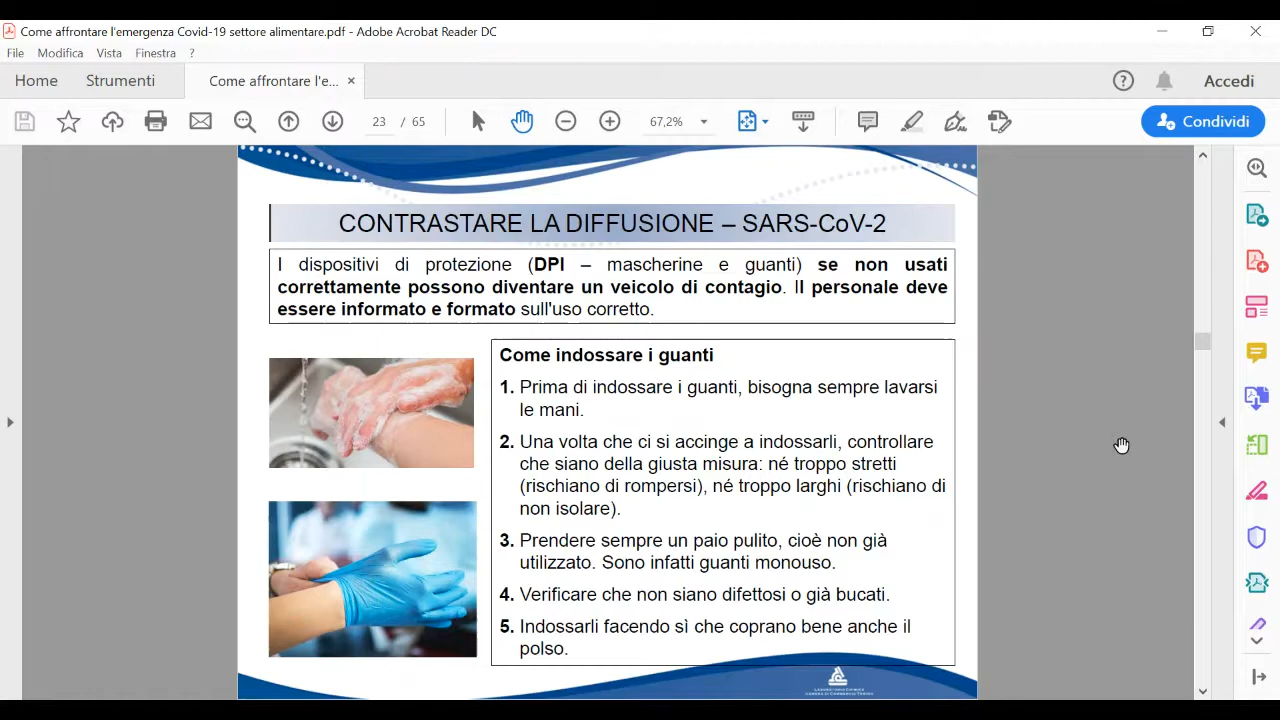 Come affrontare l'emergenza Covid-19 settore alimentare.pdf - Adobe Acrobat Reader DC
File Modifica Vista Finestra ?
Home Strumenti Come affrontare l'e... × Accedi
23 / 65 67,2% Condividi
CONTRASTARE LA DIFFUSIONE – SARS-CoV-2
I dispositivi di protezione (DPI – mascherine e guanti) se non usati
correttamente possono diventare un veicolo di contagio. Il personale deve
essere informato e formato sull'uso corretto.
Come indossare i guanti
1. Prima di indossare i guanti, bisogna sempre lavarsi
le mani.
2. Una volta che ci si accinge a indossarli, controllare
che siano della giusta misura: né troppo stretti
(rischiano di rompersi), né troppo larghi (rischiano di
non isolare).
3. Prendere sempre un paio pulito, cioè non già
utilizzato. Sono infatti guanti monouso.
4. Verificare che non siano difettosi o già bucati.
5. Indossarli facendo sì che coprano bene anche il
polso.